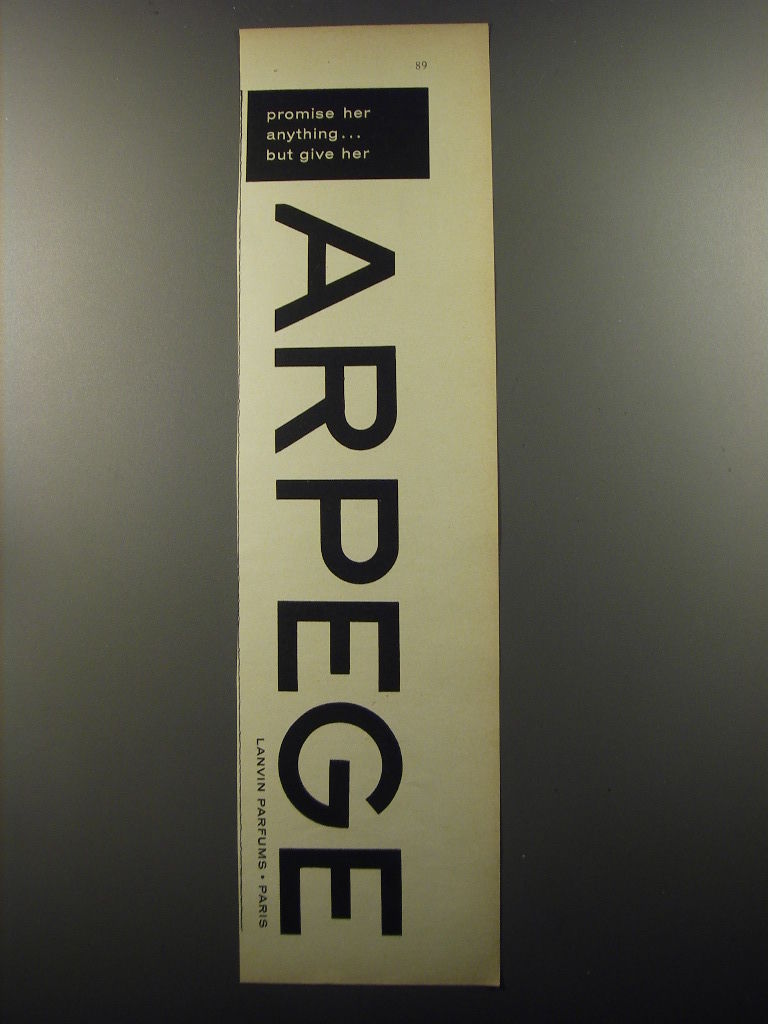 89
promise her
anything...
but give her
ARPEGE
LANVIN PARFUMS • PARIS